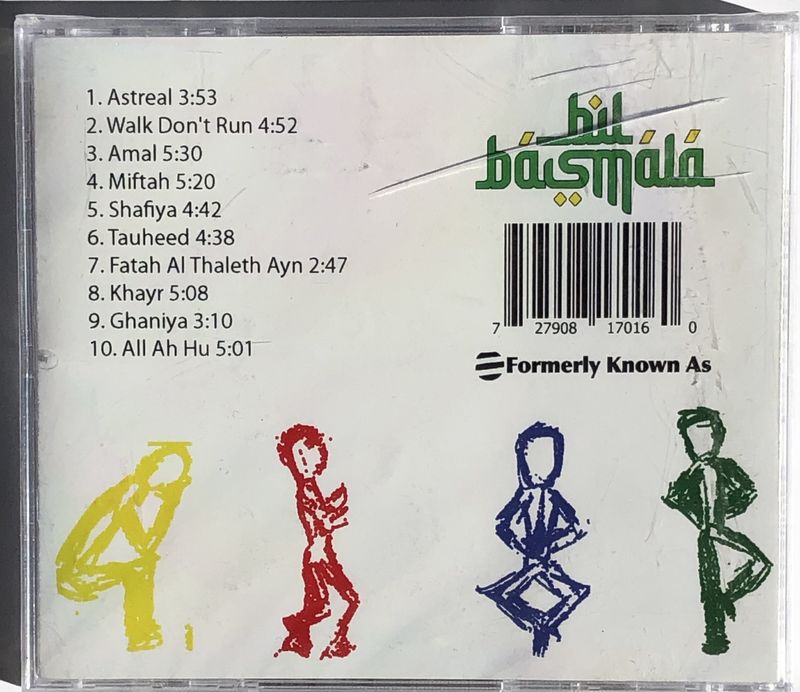 1. Astreal 3:53
2. Walk Don't Run 4:52
3. Amal 5:30
4. Miftah 5:20
5. Shafiya 4:42
6. Tauheed 4:38
7. Fatah Al Thaleth Ayn 2:47
8. Khayr 5:08
9. Ghaniya 3:10
10. All Ah Hu 5:01
bil
bácsmálá
7 27908 17016 0
Formerly Known As